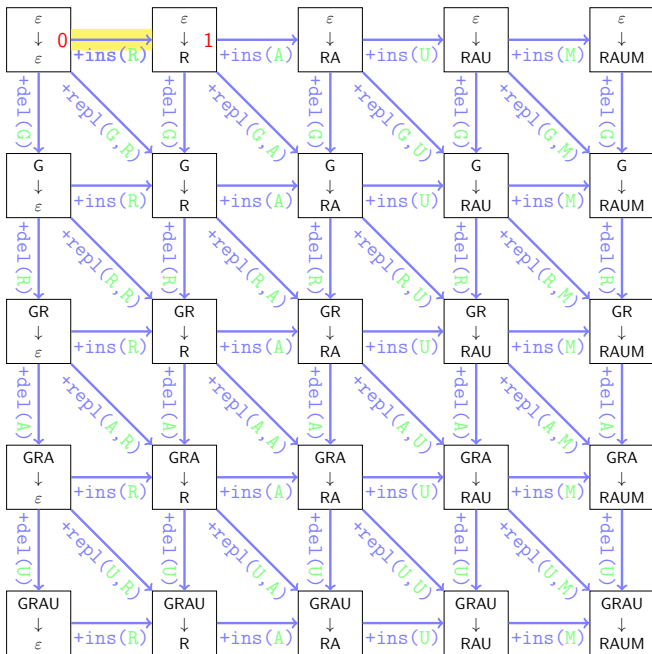 ε ε ε ε ε
↓ 0 ↓ 1 ↓ ↓ ↓
ε R RA RAU RAUM
+ins(R) +ins(A) +ins(U) +ins(M)
+del(G) +repl(G,R) +del(G) +repl(G,A) +del(G) +repl(G,U) +del(G) +repl(G,M) +del(G)
G G G G G
↓ ↓ ↓ ↓ ↓
ε R RA RAU RAUM
+ins(R) +ins(A) +ins(U) +ins(M)
+del(R) +repl(R,R) +del(R) +repl(R,A) +del(R) +repl(R,U) +del(R) +repl(R,M) +del(R)
GR GR GR GR GR
↓ ↓ ↓ ↓ ↓
ε R RA RAU RAUM
+ins(R) +ins(A) +ins(U) +ins(M)
+del(A) +repl(A,R) +del(A) +repl(A,A) +del(A) +repl(A,U) +del(A) +repl(A,M) +del(A)
GRA GRA GRA GRA GRA
↓ ↓ ↓ ↓ ↓
ε R RA RAU RAUM
+ins(R) +ins(A) +ins(U) +ins(M)
+del(U) +repl(U,R) +del(U) +repl(U,A) +del(U) +repl(U,U) +del(U) +repl(U,M) +del(U)
GRAU GRAU GRAU GRAU GRAU
↓ ↓ ↓ ↓ ↓
ε R RA RAU RAUM
+ins(R) +ins(A) +ins(U) +ins(M)